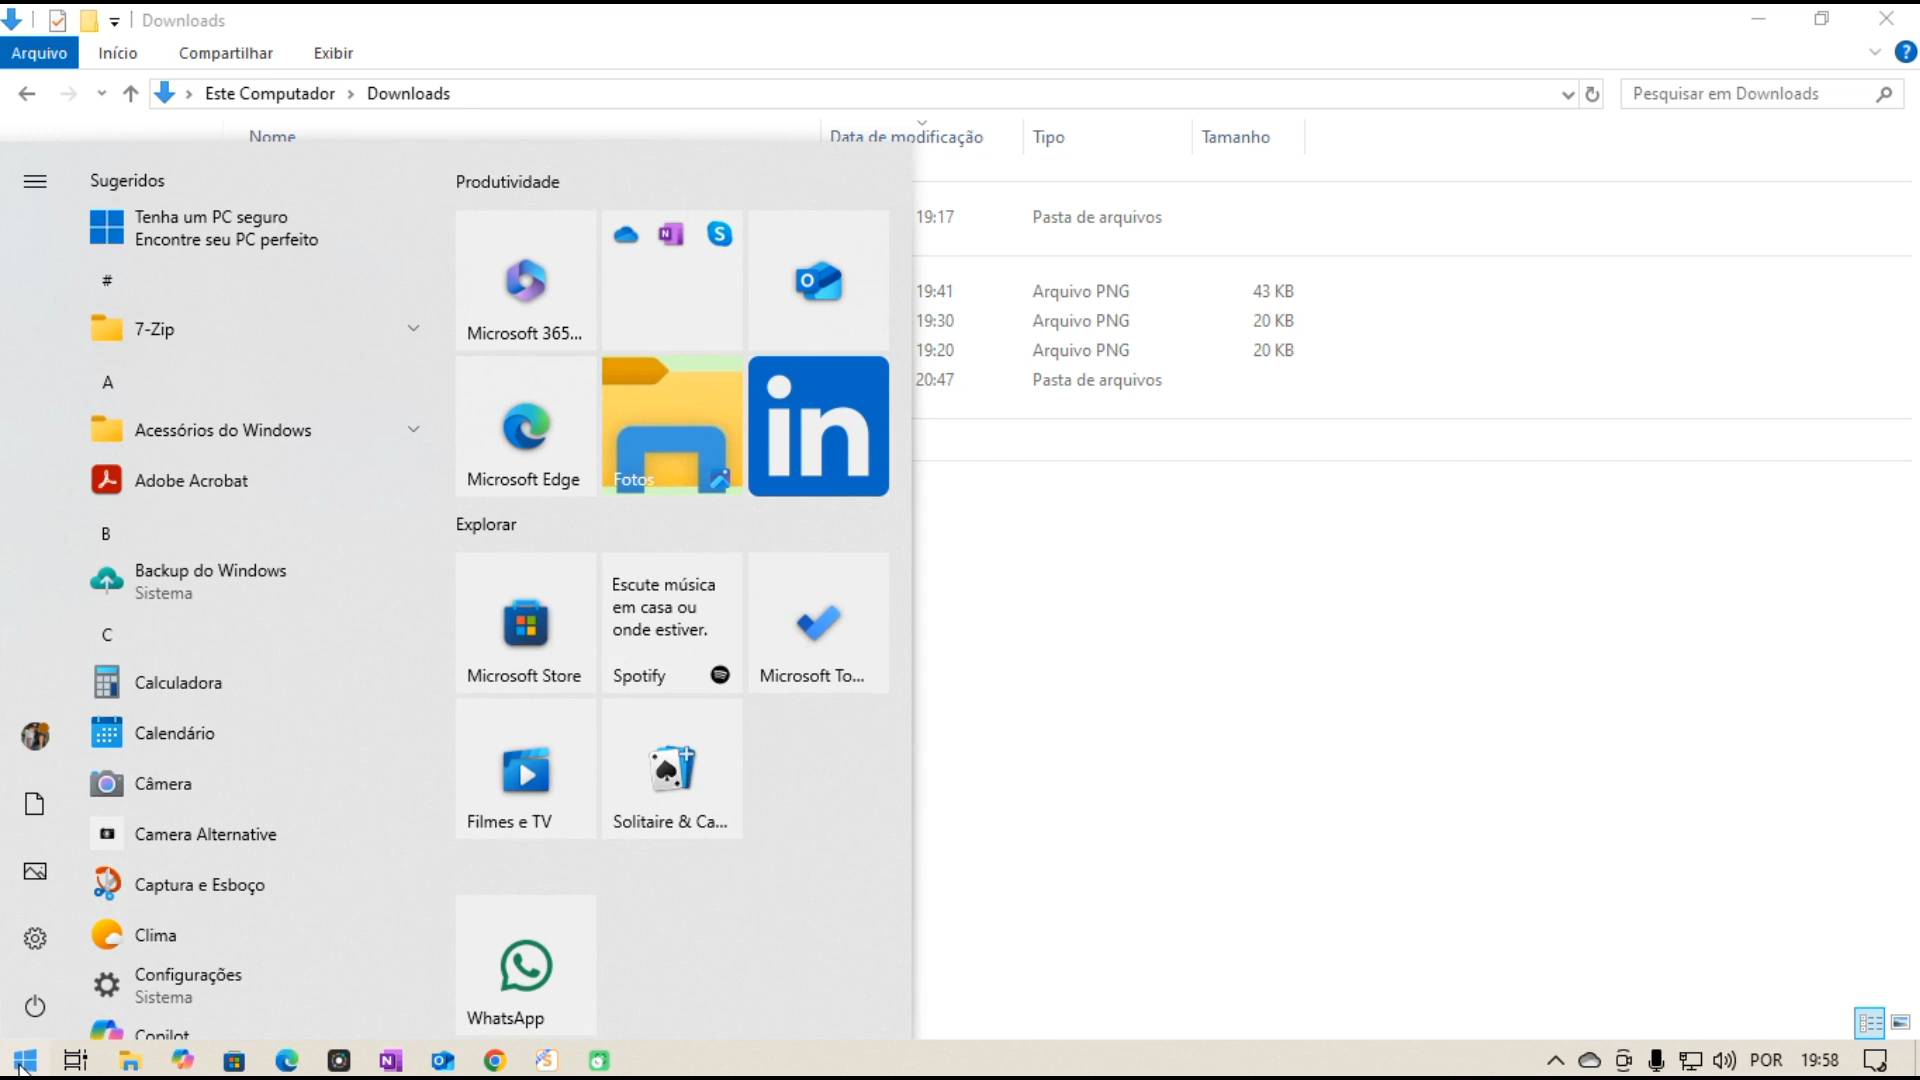 Downloads
Arquivo
Início
Compartilhar
Exibir
?
Este Computador > Downloads
Pesquisar em Downloads
Nome
Data de modificação
Tipo
Tamanho
19:17 Pasta de arquivos
19:41 Arquivo PNG 43 KB
19:30 Arquivo PNG 20 KB
19:20 Arquivo PNG 20 KB
20:47 Pasta de arquivos
Sugeridos
Tenha um PC seguro
Encontre seu PC perfeito
#
7-Zip
A
Acessórios do Windows
Adobe Acrobat
B
Backup do Windows
Sistema
C
Calculadora
Calendário
Câmera
Camera Alternative
Captura e Esboço
Clima
Configurações
Sistema
Copilot
Produtividade
Microsoft 365...
Microsoft Edge
Fotos
in
Explorar
Microsoft Store
Escute música
em casa ou
onde estiver.
Spotify
Microsoft To...
Filmes e TV
Solitaire & Ca...
WhatsApp
POR
19:58